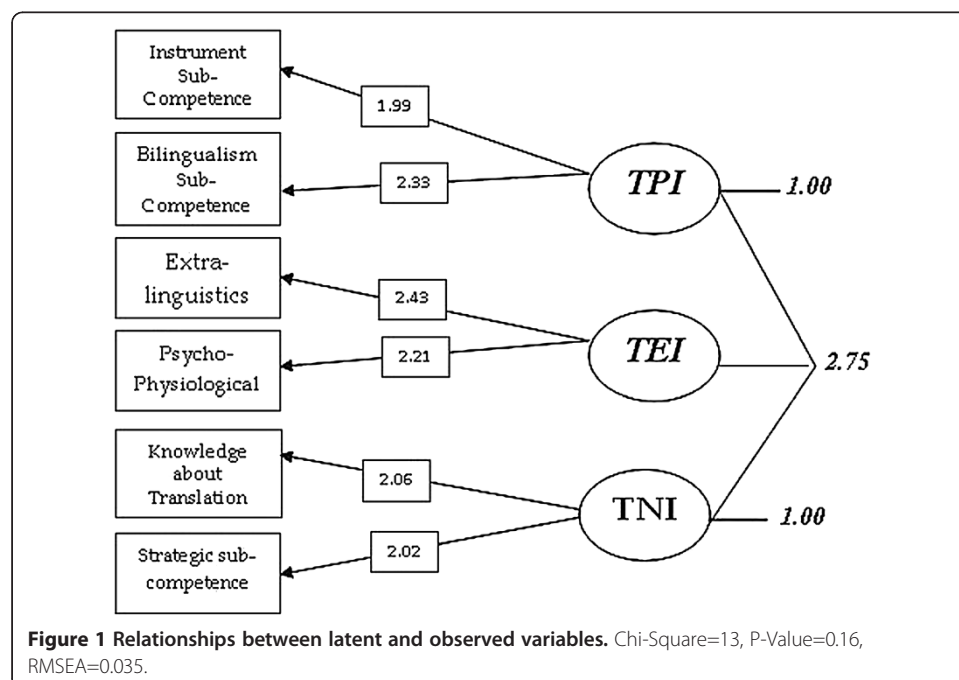 Instrument
Sub-
Competence
1.99
Bilingualism
Sub-
Competence
2.33
TPI
1.00
Extra-
linguistics
2.43
Psycho-
Physiological
2.21
TEI
2.75
Knowledge
about
Translation
2.06
TNI
1.00
Strategic sub-
competence
2.02
Figure 1 Relationships between latent and observed variables. Chi-Square=13, P-Value=0.16,
RMSEA=0.035.